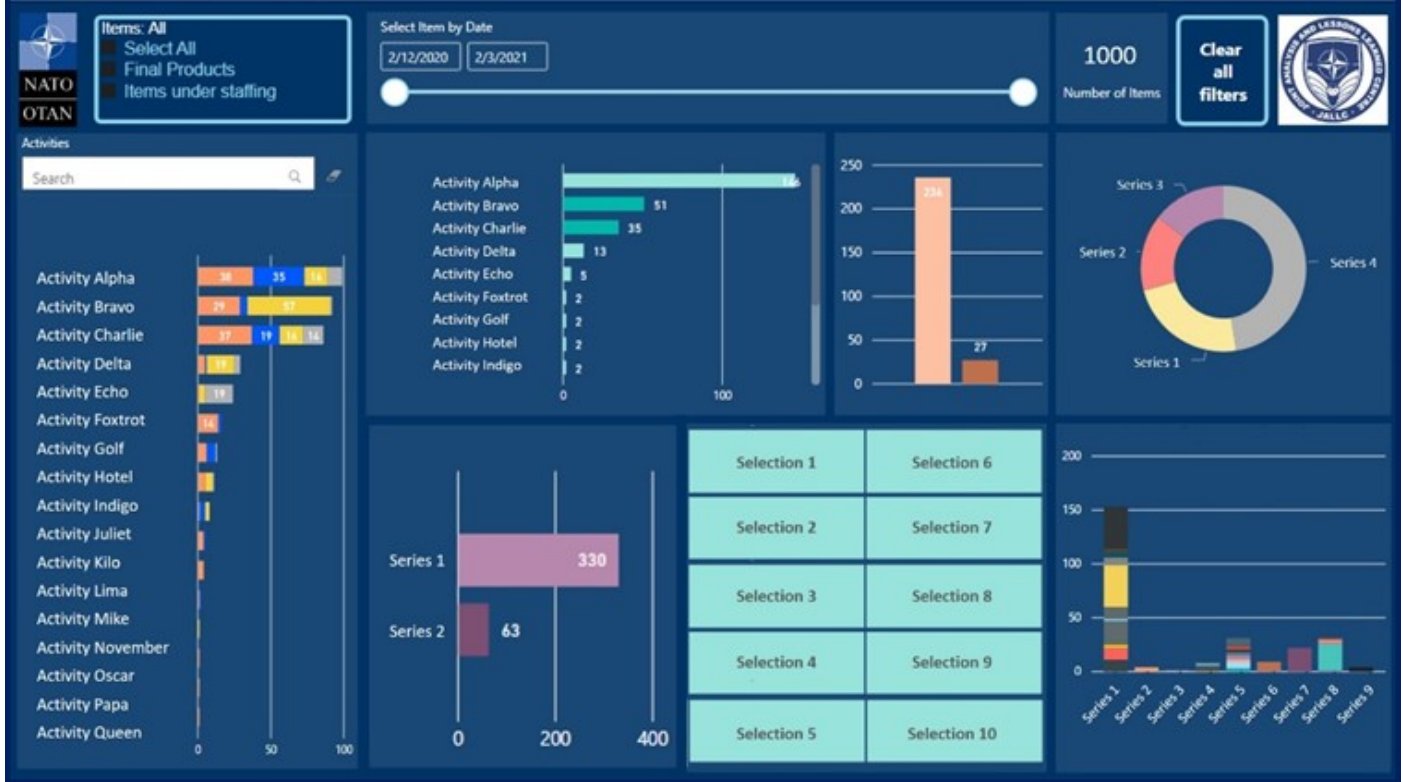 NATO
OTAN
Items: All
Select All
Final Products
Items under staffing
Select Item by Date
2/12/2020
2/3/2021
1000
Number of Items
Clear
all
filters
JOINT ANALYSIS AND LESSONS LEARNED CENTRE
· JALLC ·
Activities
Search
Activity Alpha 38 35 16
Activity Bravo 29 57
Activity Charlie 37 19 16 14
Activity Delta 19
Activity Echo 19
Activity Foxtrot 14
Activity Golf
Activity Hotel
Activity Indigo
Activity Juliet
Activity Kilo
Activity Lima
Activity Mike
Activity November
Activity Oscar
Activity Papa
Activity Queen
0 50 100
Activity Alpha 146
Activity Bravo 51
Activity Charlie 35
Activity Delta 13
Activity Echo 5
Activity Foxtrot 2
Activity Golf 2
Activity Hotel 2
Activity Indigo 2
0 100
250
200
150
100
50
0
236
27
Series 3
Series 2
Series 4
Series 1
Series 1 330
Series 2 63
0 200 400
Selection 1 Selection 6
Selection 2 Selection 7
Selection 3 Selection 8
Selection 4 Selection 9
Selection 5 Selection 10
200
150
100
50
0
Series 1 Series 2 Series 3 Series 4 Series 5 Series 6 Series 7 Series 8 Series 9